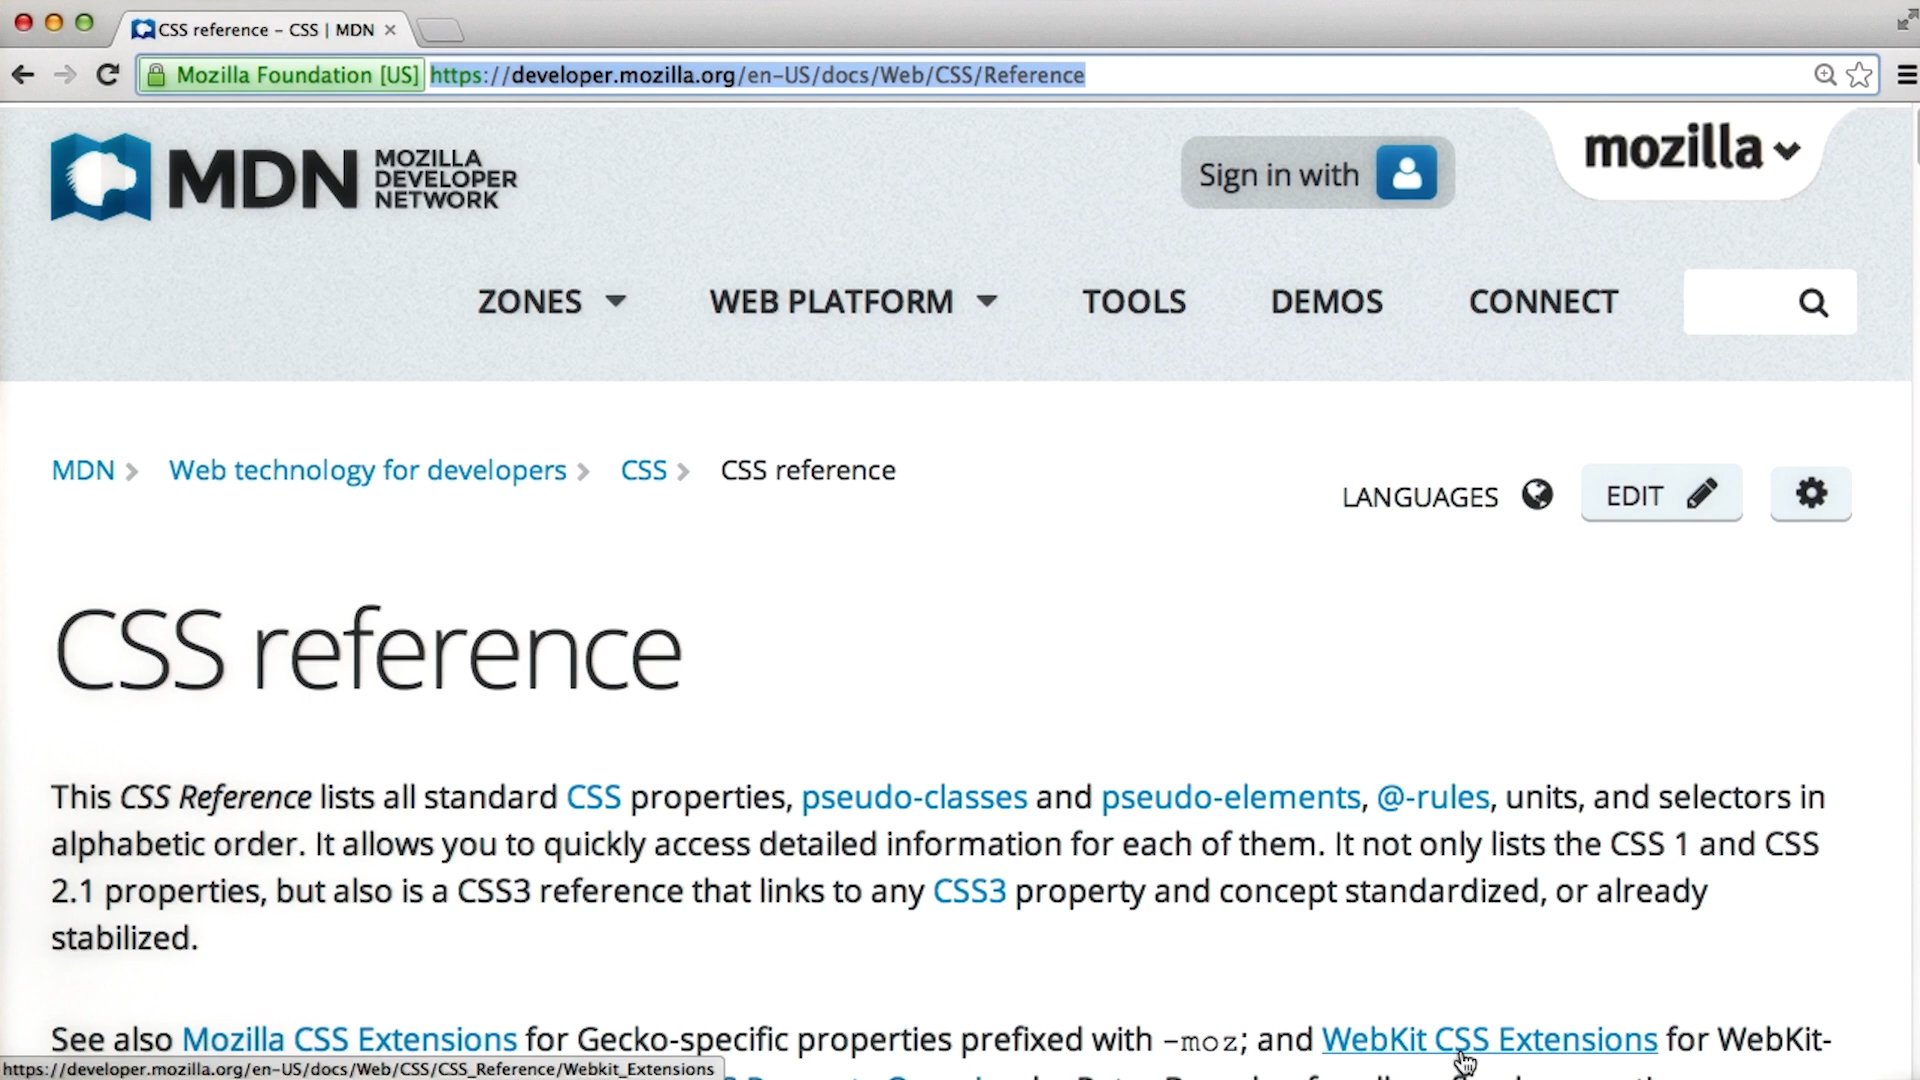 CSS reference – CSS | MDN ×
Mozilla Foundation [US] https://developer.mozilla.org/en-US/docs/Web/CSS/Reference
MDN MOZILLA
DEVELOPER
NETWORK
Sign in with
mozilla
ZONES WEB PLATFORM TOOLS DEMOS CONNECT
MDN Web technology for developers CSS CSS reference
LANGUAGES EDIT
CSS reference
This CSS Reference lists all standard CSS properties, pseudo-classes and pseudo-elements, @-rules, units, and selectors in
alphabetic order. It allows you to quickly access detailed information for each of them. It not only lists the CSS 1 and CSS
2.1 properties, but also is a CSS3 reference that links to any CSS3 property and concept standardized, or already
stabilized.
See also Mozilla CSS Extensions for Gecko-specific properties prefixed with -moz; and WebKit CSS Extensions for WebKit-
https://developer.mozilla.org/en-US/docs/Web/CSS/CSS_Reference/Webkit_Extensions